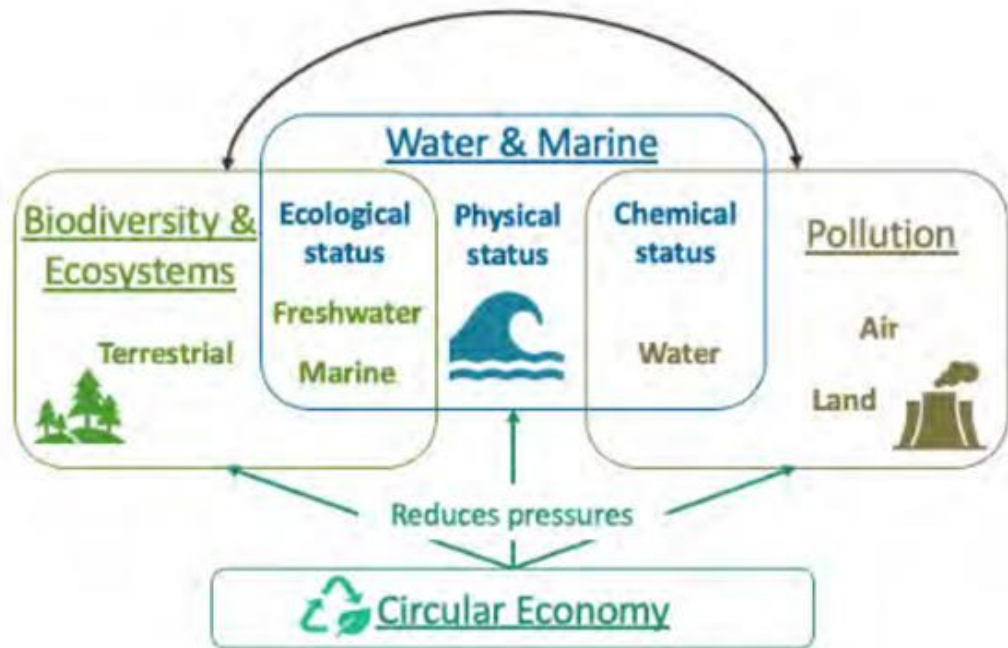 Water & Marine
Biodiversity &
Ecosystems
Terrestrial
Ecological
status
Freshwater
Marine
Physical
status
Chemical
status
Water
Pollution
Air
Land
Reduces pressures
Circular Economy